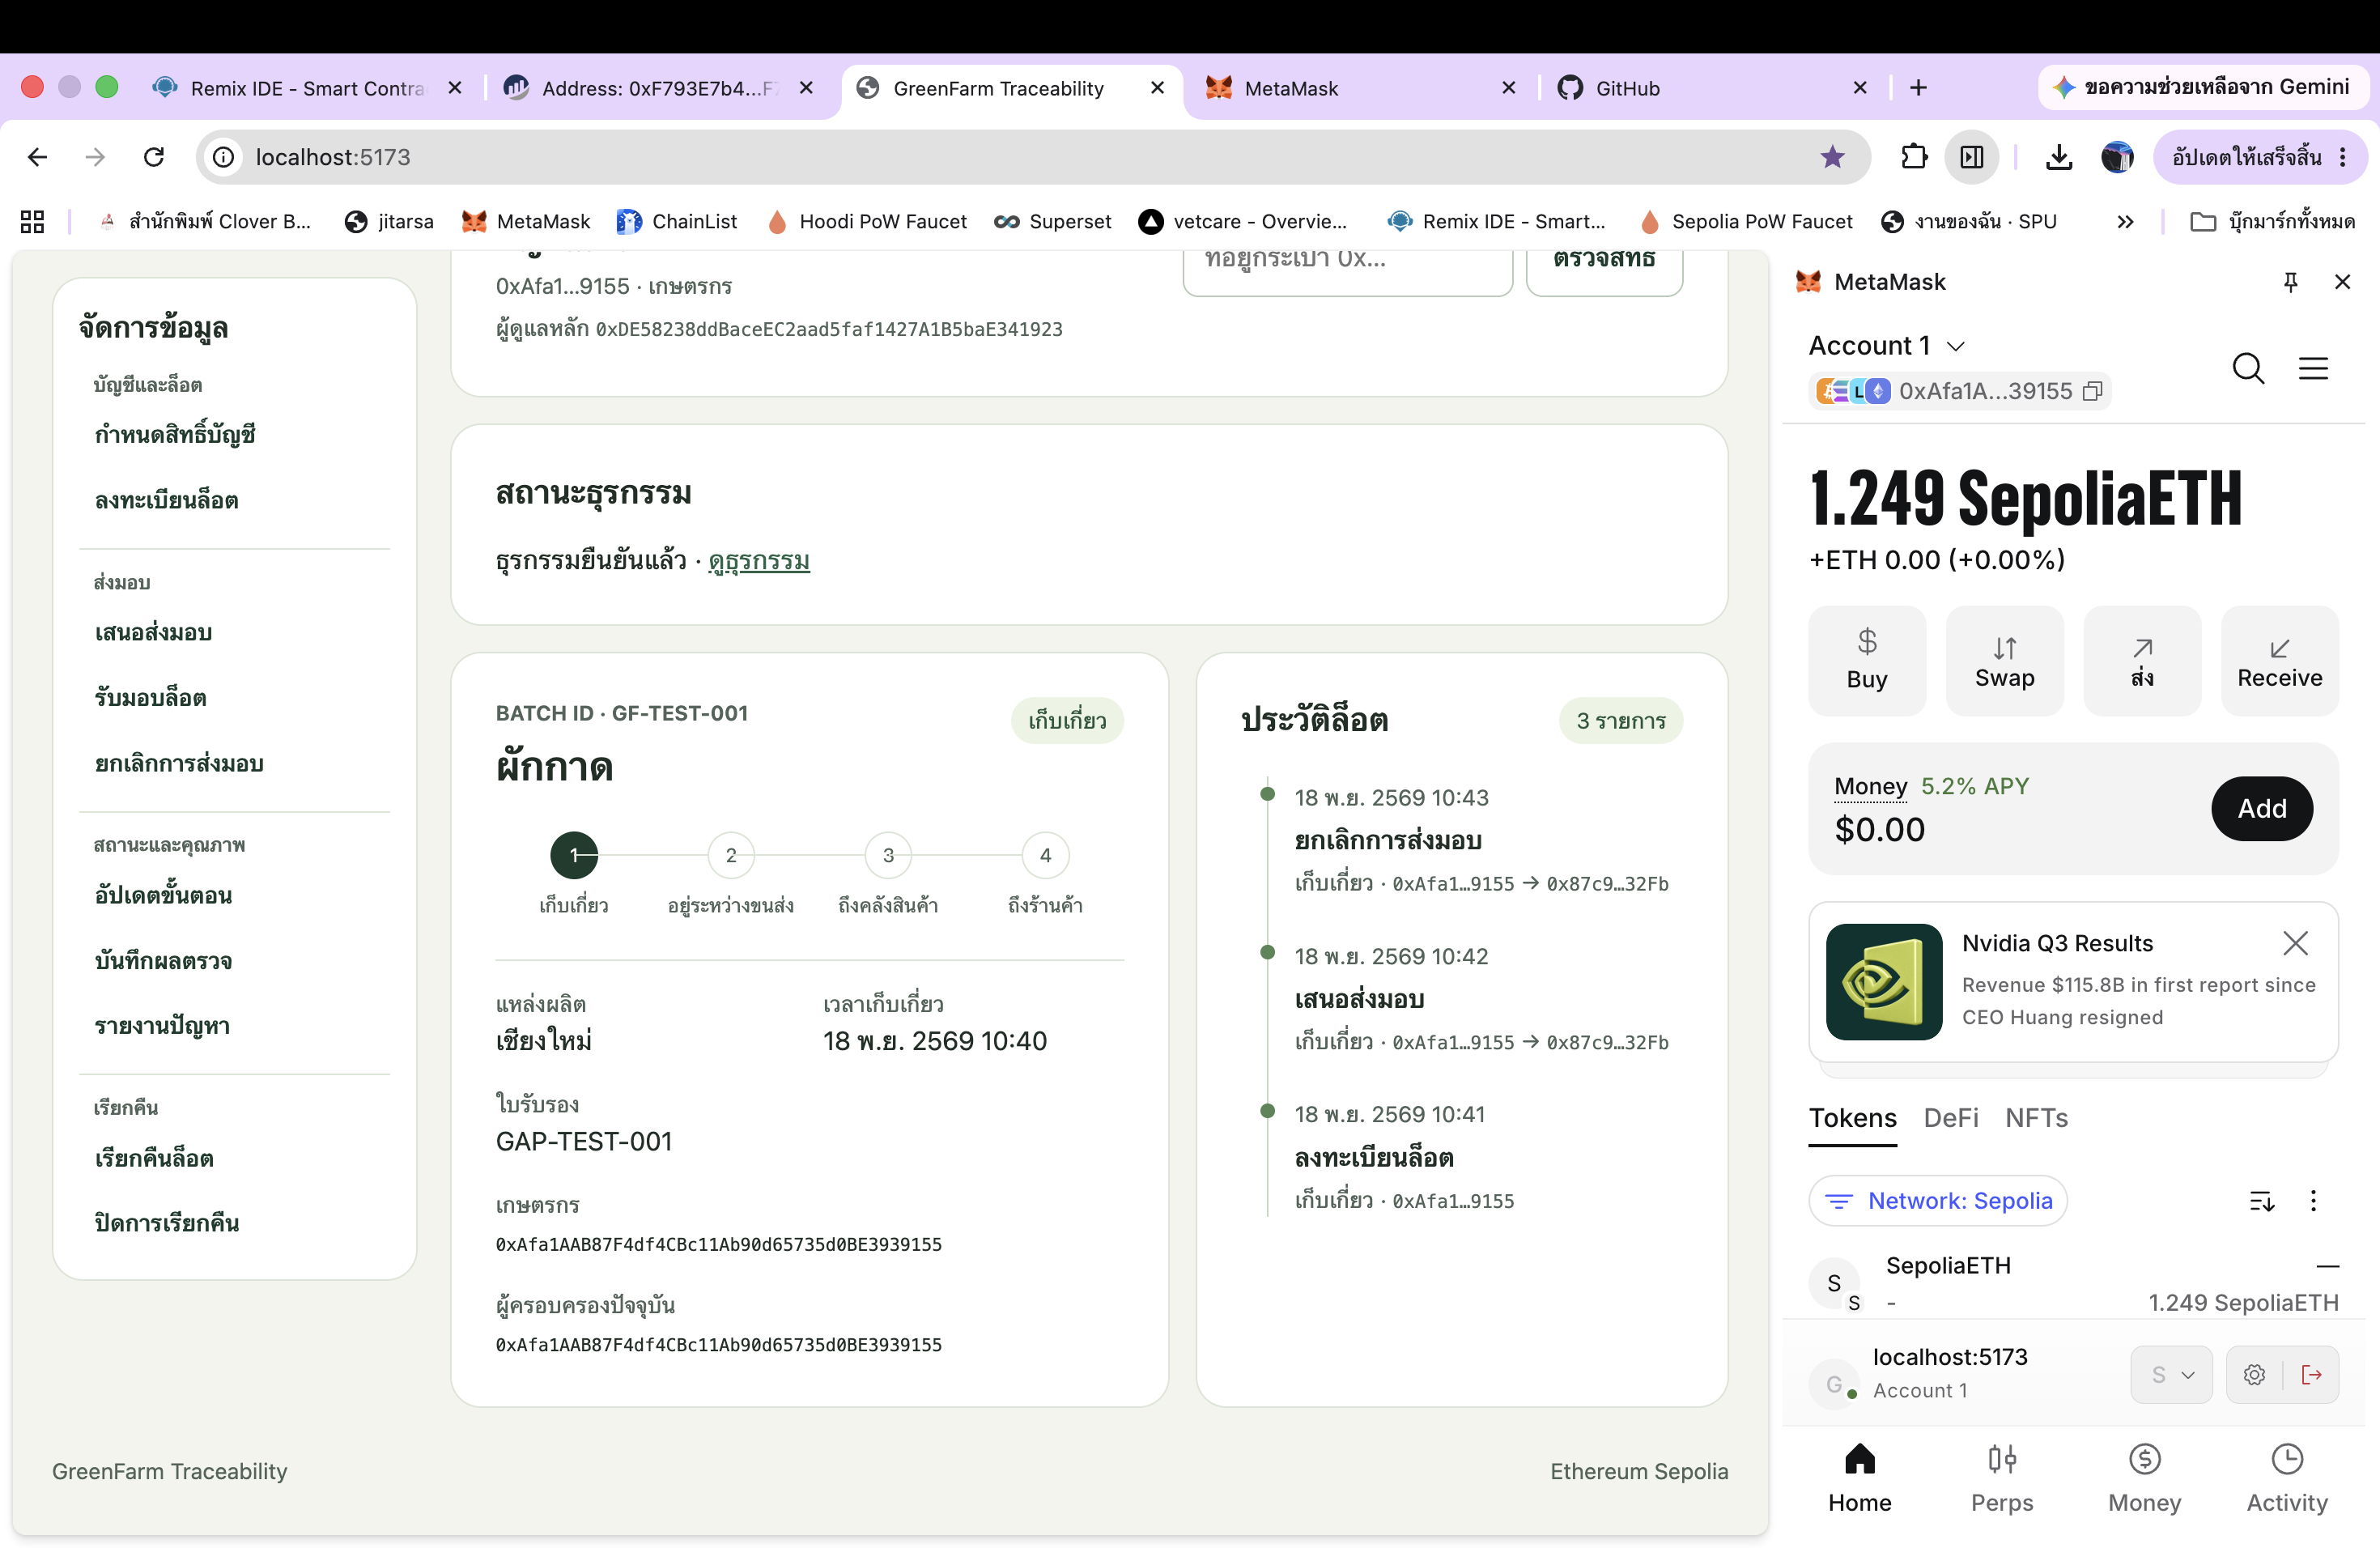 Remix IDE - Smart Contra
Address: 0xF793E7b4...F
GreenFarm Traceability
MetaMask
GitHub
ขอความช่วยเหลือจาก Gemini
localhost:5173
อัปเดตให้เสร็จสิ้น
สำนักพิมพ์ Clover B...
jitarsa
MetaMask
ChainList
Hoodi PoW Faucet
Superset
vetcare - Overvie...
Remix IDE - Smart...
Sepolia PoW Faucet
งานของฉัน - SPU
บุ๊กมาร์กทั้งหมด
จัดการข้อมูล
บัญชีและล็อต
กำหนดสิทธิ์บัญชี
ลงทะเบียนล็อต
ส่งมอบ
เสนอส่งมอบ
รับมอบล็อต
ยกเลิกการส่งมอบ
สถานะและคุณภาพ
อัปเดตขั้นตอน
บันทึกผลตรวจ
รายงานปัญหา
เรียกคืน
เรียกคืนล็อต
ปิดการเรียกคืน
0xAfa1...9155 · เกษตรกร
ผู้ดูแลหลัก 0xDE58238ddBaceEC2aad5faf1427A1B5baE341923
ที่อยู่กระเป๋า 0x...
ตรวจสิทธิ์
สถานะธุรกรรม
ธุรกรรมยืนยันแล้ว · ดูธุรกรรม
BATCH ID · GF-TEST-001
เก็บเกี่ยว
ผักกาด
1
2
3
4
เก็บเกี่ยว
อยู่ระหว่างขนส่ง
ถึงคลังสินค้า
ถึงร้านค้า
แหล่งผลิต
เชียงใหม่
เวลาเก็บเกี่ยว
18 พ.ย. 2569 10:40
ใบรับรอง
GAP-TEST-001
เกษตรกร
0xAfa1AAB87F4df4CBc11Ab90d65735d0BE3939155
ผู้ครอบครองปัจจุบัน
0xAfa1AAB87F4df4CBc11Ab90d65735d0BE3939155
ประวัติล็อต
3 รายการ
18 พ.ย. 2569 10:43
ยกเลิกการส่งมอบ
เก็บเกี่ยว · 0xAfa1…9155 → 0x87c9…32Fb
18 พ.ย. 2569 10:42
เสนอส่งมอบ
เก็บเกี่ยว · 0xAfa1…9155 → 0x87c9…32Fb
18 พ.ย. 2569 10:41
ลงทะเบียนล็อต
เก็บเกี่ยว · 0xAfa1…9155
GreenFarm Traceability
Ethereum Sepolia
MetaMask
Account 1
L
0xAfa1A...39155
1.249 SepoliaETH
+ETH 0.00 (+0.00%)
Buy
Swap
ส่ง
Receive
Money 5.2% APY
$0.00
Add
Nvidia Q3 Results
Revenue $115.8B in first report since
CEO Huang resigned
Tokens
DeFi
NFTs
Network: Sepolia
S
S
SepoliaETH
—
-
1.249 SepoliaETH
G
localhost:5173
Account 1
S
Home
Perps
Money
Activity